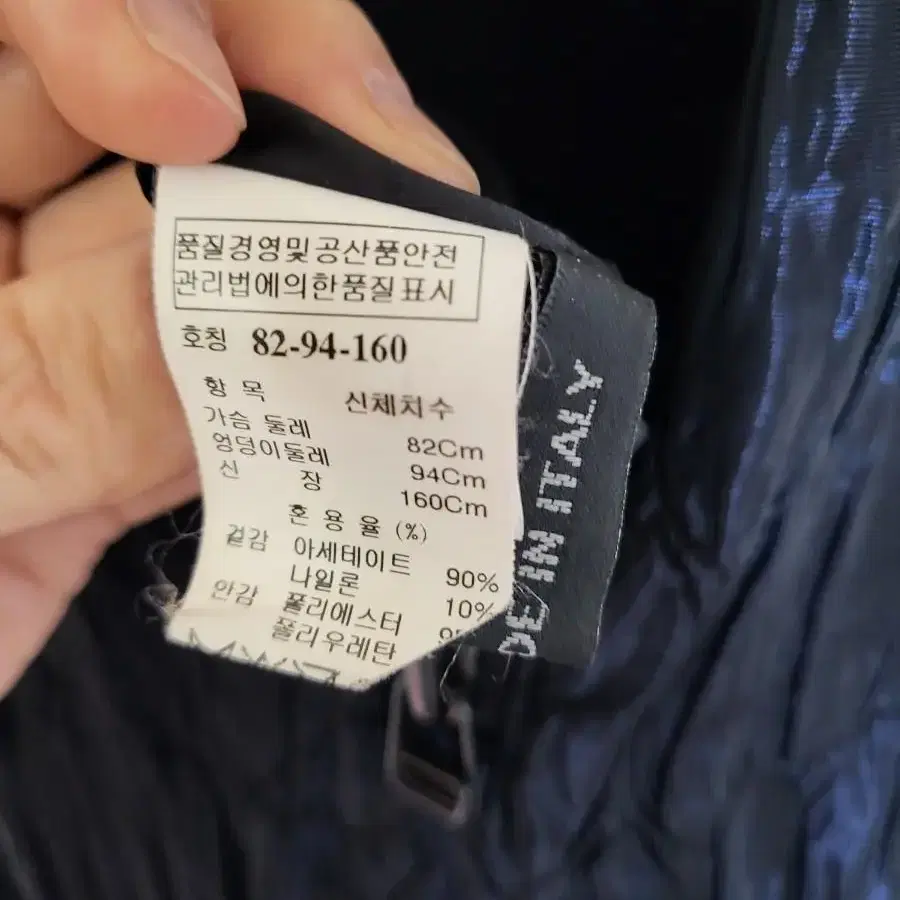 품질경영및공산품안전
관리법에의한품질표시
호칭 82-94-160
항 목 신체치수
가슴 둘레 82Cm
엉덩이둘레 94Cm
신 장 160Cm
혼 용 율 (%)
겉감 아세테이트 90%
나일론 10%
안감 폴리에스터
폴리우레탄
DE IN ITALY